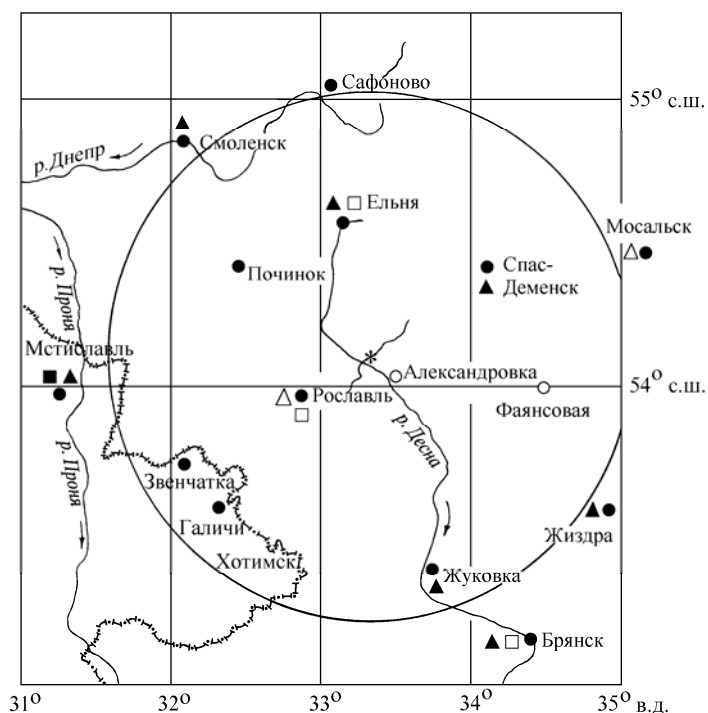 Сафоново
55° с.ш.
Смоленск
р. Днепр
Ельня
Мосальск
Починок
Спас-
Деменск
р. Проня
Мстиславль
Александровка
54° с.ш.
Рославль
Фаянсовая
р. Десна
р. Проня
Звенчатка
Галичи
Жиздра
Хотимск
Жуковка
Брянск
31° 32° 33° 34° 35° в.д.